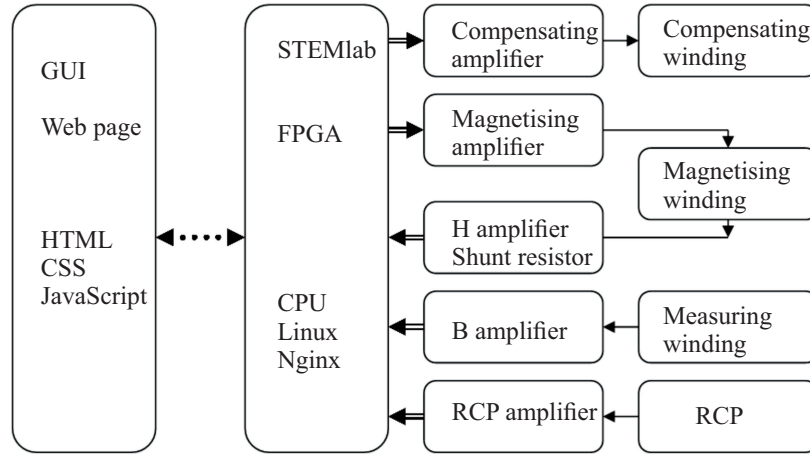 GUI
Web page
HTML
CSS
JavaScript
STEMlab
FPGA
CPU
Linux
Nginx
Compensating
amplifier
Compensating
winding
Magnetising
amplifier
Magnetising
winding
H amplifier
Shunt resistor
B amplifier
Measuring
winding
RCP amplifier
RCP